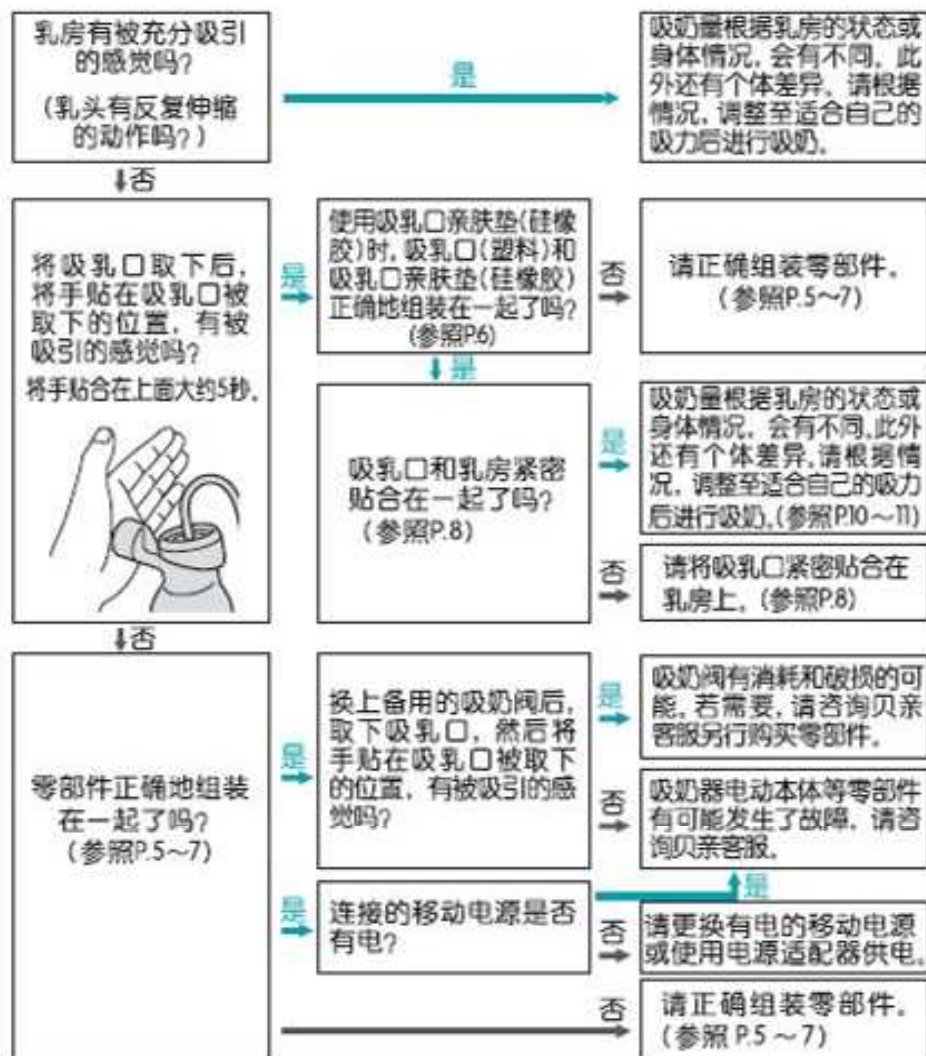 乳房有被充分吸引
的感觉吗?
(乳头有反复伸缩
的动作吗?)
是
吸奶量根据乳房的状态或
身体情况，会有不同。此
外还有个体差异。请根据
情况，调整至适合自己的
吸力后进行吸奶。
否
将吸乳口取下后，
将手贴在吸乳口被
取下的位置，有被
吸引的感觉吗?
将手贴合在上面大约5秒。
是
使用吸乳口亲肤垫(硅橡
胶)时，吸乳口(塑料)和
吸乳口亲肤垫(硅橡胶)
正确地组装在一起了吗?
(参照P.6)
否
请正确组装零部件。
(参照P.5～7)
是
吸乳口和乳房紧密
贴合在一起了吗?
(参照P.8)
是
吸奶量根据乳房的状态或
身体情况，会有不同。此外
还有个体差异。请根据情
况，调整至适合自己的吸力
后进行吸奶。(参照P.10～11)
否
请将吸乳口紧密贴合在
乳房上。(参照P.8)
否
零部件正确地组装
在一起了吗?
(参照P.5～7)
是
换上备用的吸奶阀后，
取下吸乳口，然后将
手贴在吸乳口被取下
的位置，有被吸引的感
觉吗?
是
吸奶阀有消耗和破损的可
能。若需要，请咨询贝亲
客服另行购买零部件。
否
吸奶器电动本体等零部件
有可能发生了故障，请咨
询贝亲客服。
是
连接的移动电源是否
有电?
是
否
请更换有电的移动电源
或使用电源适配器供电。
否
请正确组装零部件。
(参照 P.5～7)